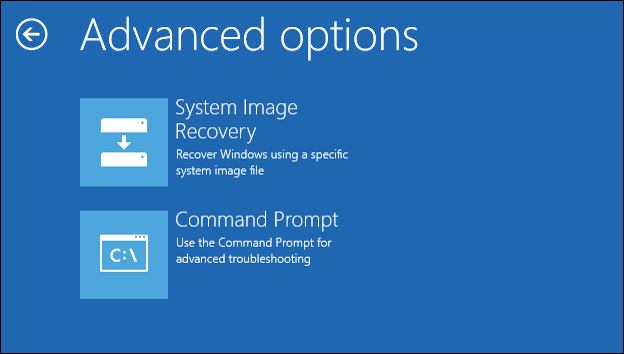 Advanced options
System Image
Recovery
Recover Windows using a specific
system image file
Command Prompt
C:\
Use the Command Prompt for
advanced troubleshooting